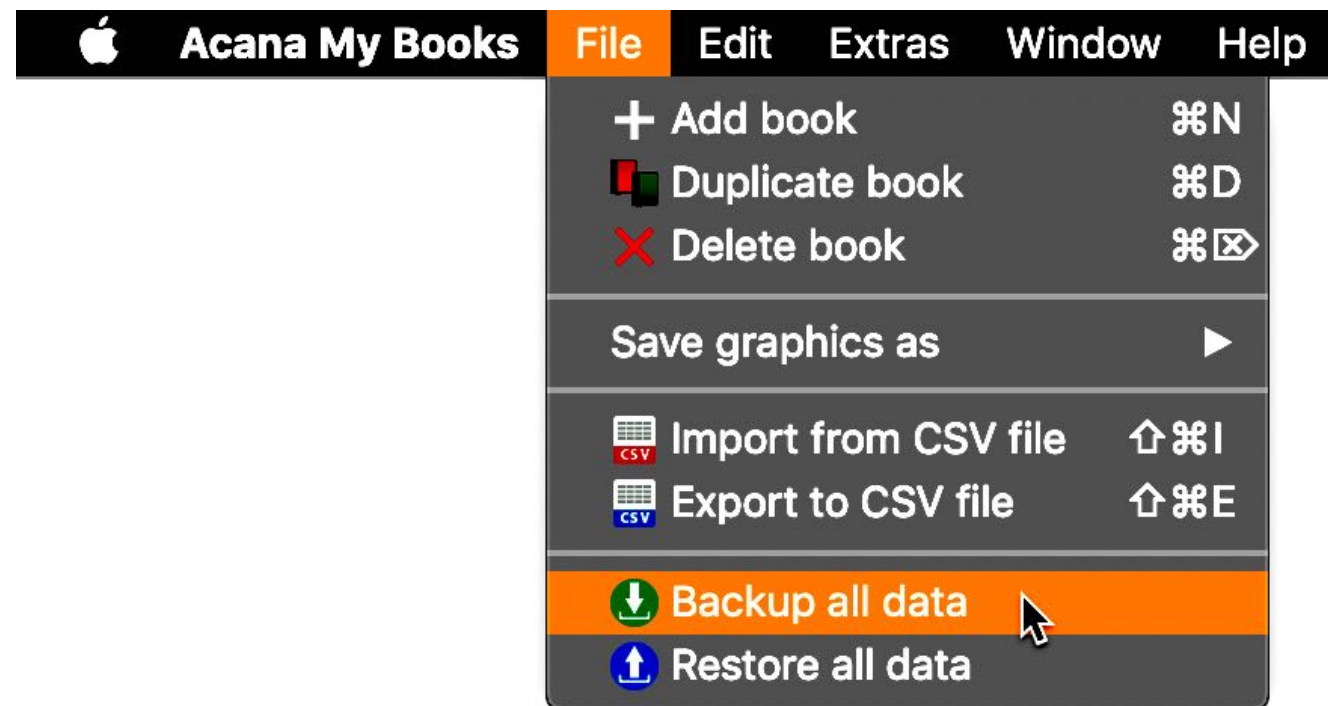 Acana My Books File Edit Extras Window Help
Add book ⌘N
Duplicate book ⌘D
Delete book ⌘⌦
Save graphics as ▶
CSV Import from CSV file ⇧⌘I
CSV Export to CSV file ⇧⌘E
Backup all data
Restore all data